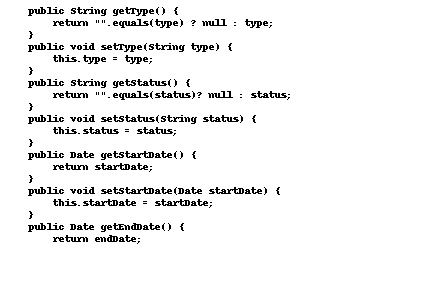 public String getType() {
    return "".equals(type) ? null : type;
}
public void setType(String type) {
    this.type = type;
}
public String getStatus() {
    return "".equals(status)? null : status;
}
public void setStatus(String status) {
    this.status = status;
}
public Date getStartDate() {
    return startDate;
}
public void setStartDate(Date startDate) {
    this.startDate = startDate;
}
public Date getEndDate() {
    return endDate;